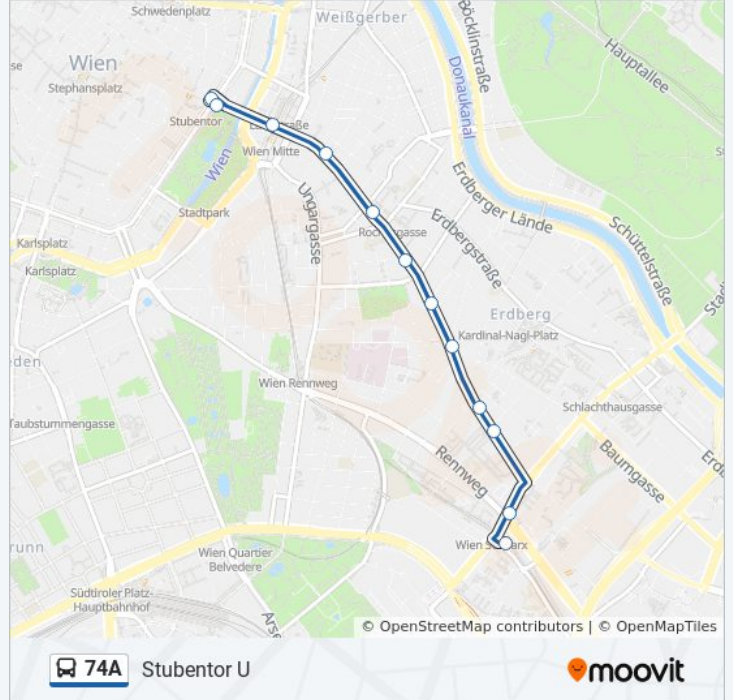 Schwedenplatz
Weißgerber
Böcklinstraße
Hauptallee
Wien
Stephansplatz
Donaukanal
Stubentor
Wien Mitte
Wien
Erdberger Lände
Stadtpark
Ungargasse
Erdbergstraße
Schüttelstraße
Karlsplatz
Karlsplatz
Erdberg
Kardinal-Nagl-Platz
Wien Rennweg
Schlachthausgasse
Taubstummengasse
Rennweg
Baumgasse
Wien Quartier
Belvedere
Südtiroler Platz-
Hauptbahnhof
© OpenStreetMap contributors | © OpenMapTiles
74A Stubentor U
moovit